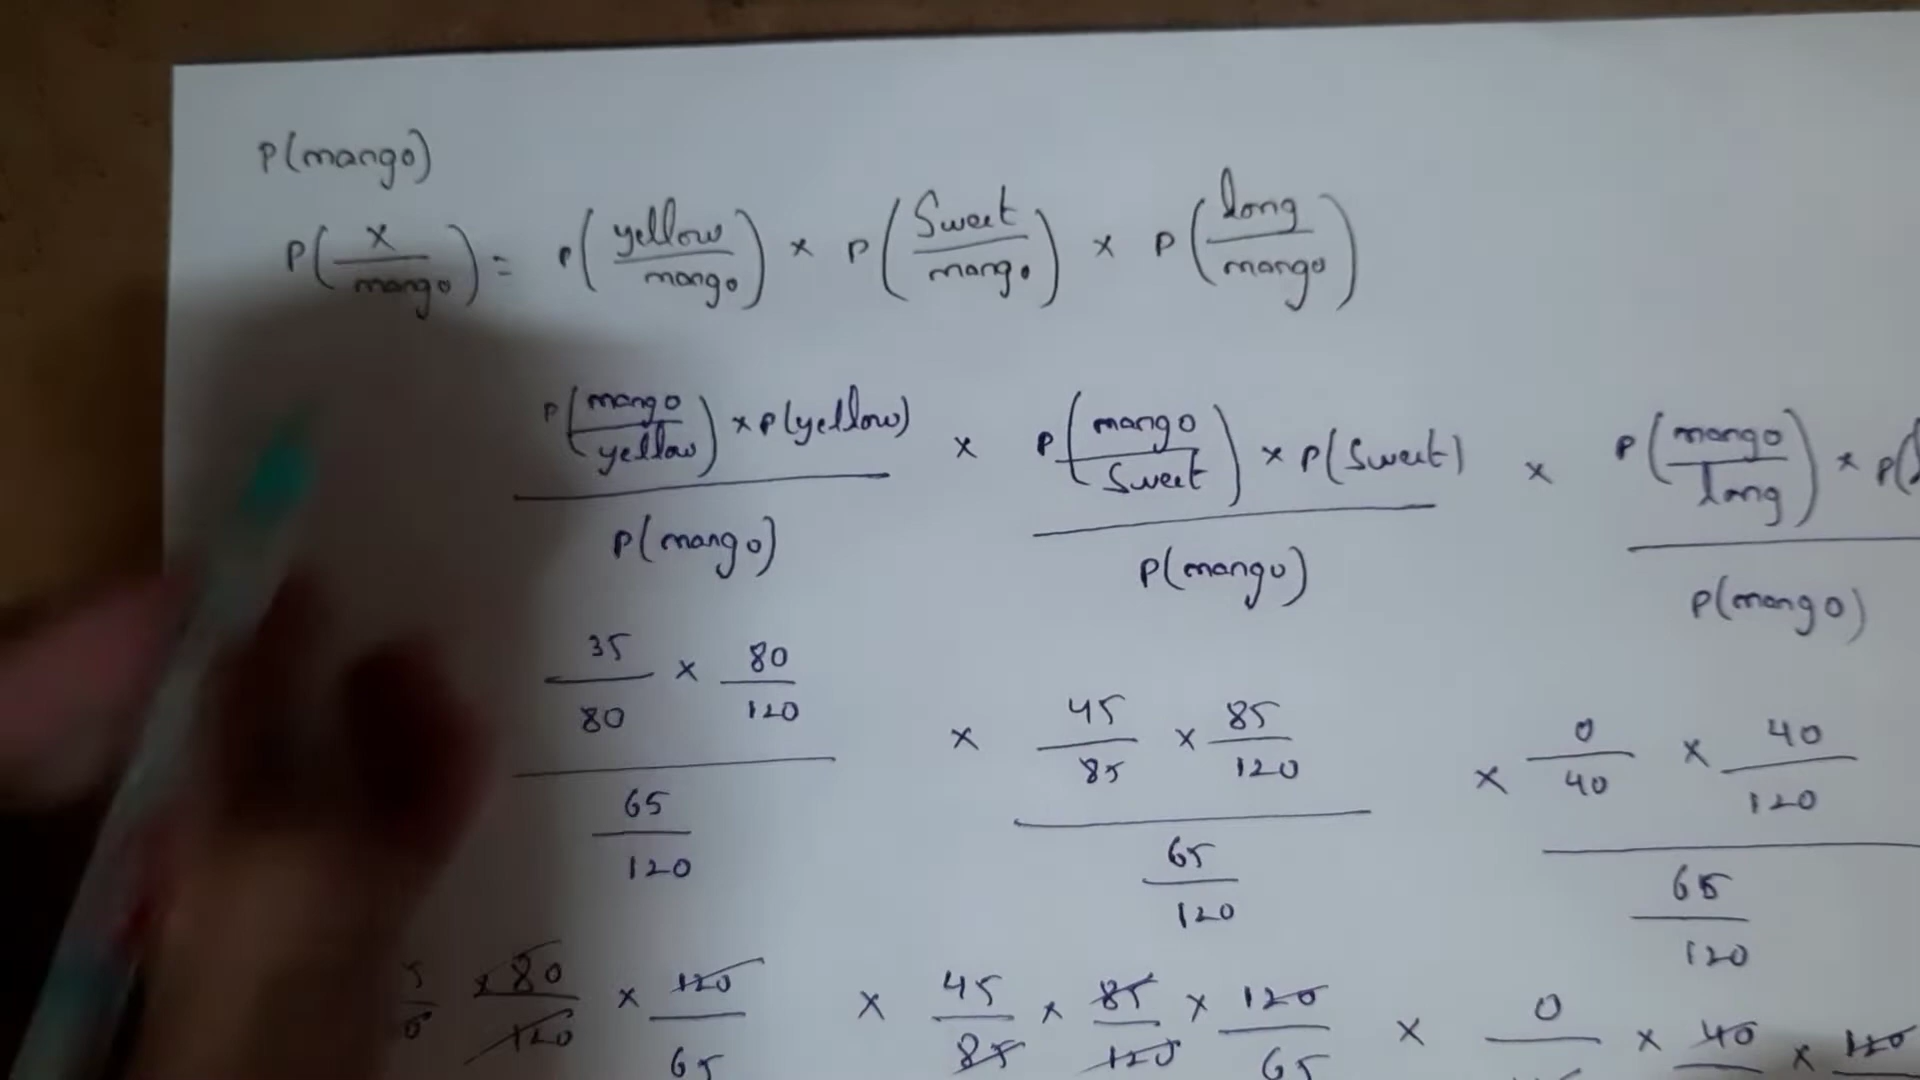 P(mango)
P(x/mango) = P(yellow/mango) × P(Sweet/mango) × P(long/mango)
P(mango/yellow) × P(yellow) × P(mango/Sweet) × P(Sweet) × P(mango/long) × P(
P(mango) P(mango) P(mango)
35/80 × 80/120 × 45/85 × 85/120 × 0/40 × 40/120
65/120 65/120 65/120
× 80/120 × 120/65 × 45/85 × 85/120 × 120/65 × 0 × 40 × 120